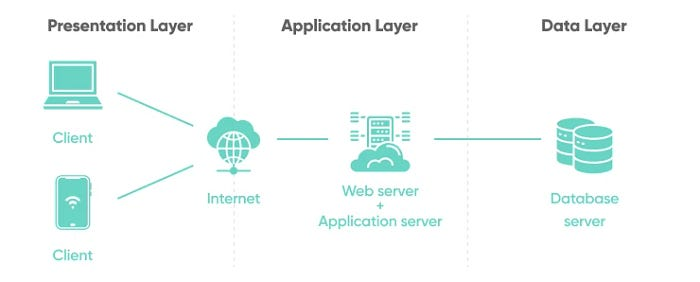 Presentation Layer
Application Layer
Data Layer
Client
Client
Internet
Web server
+
Application server
Database
server